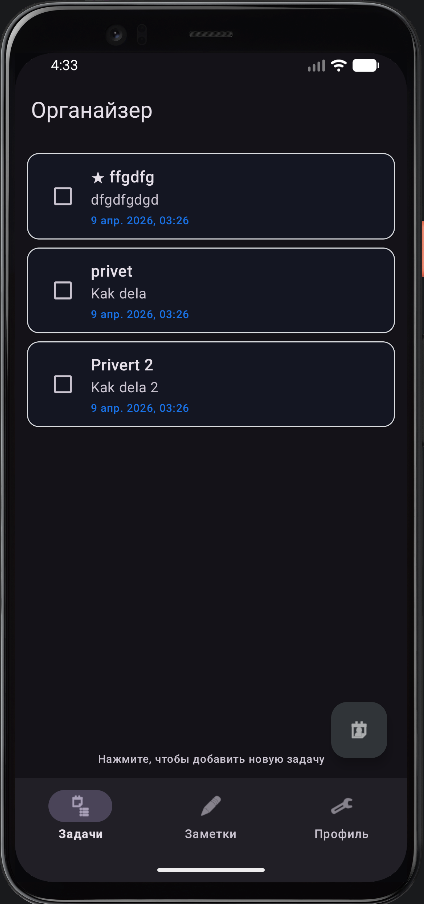 4:33
Органайзер
★ ffgdfg
dfgdfgdgd
9 апр. 2026, 03:26
privet
Kak dela
9 апр. 2026, 03:26
Privert 2
Kak dela 2
9 апр. 2026, 03:26
Нажмите, чтобы добавить новую задачу
Задачи
Заметки
Профиль